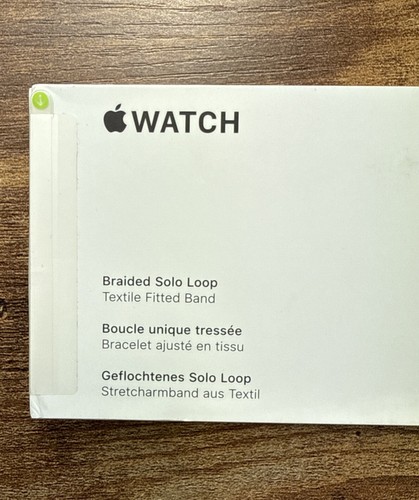 WATCH
Braided Solo Loop
Textile Fitted Band
Boucle unique tressée
Bracelet ajusté en tissu
Geflochtenes Solo Loop
Stretcharmband aus Textil